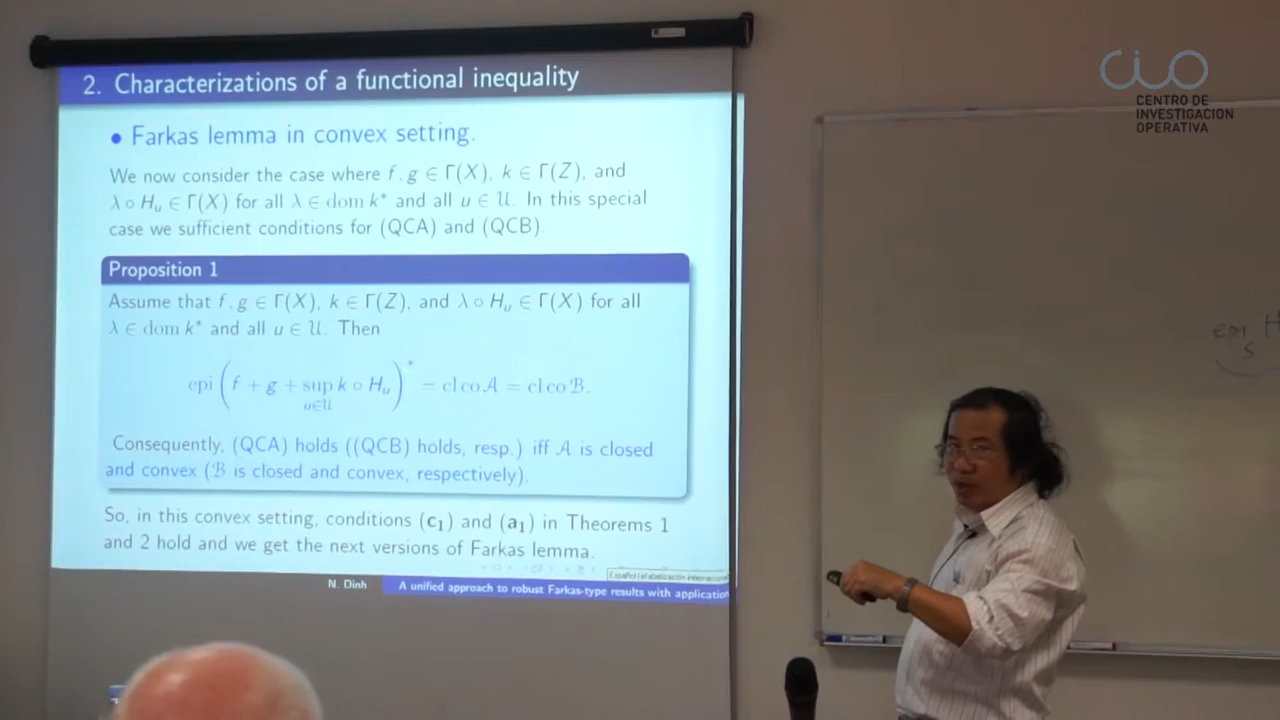 2. Characterizations of a functional inequality
• Farkas lemma in convex setting.
We now consider the case where f, g ∈ Γ(X), k ∈ Γ(Z), and
λ ∘ H_u ∈ Γ(X) for all λ ∈ dom k* and all u ∈ 𝒰. In this special
case we sufficient conditions for (QCA) and (QCB).
Proposition 1
Assume that f, g ∈ Γ(X), k ∈ Γ(Z), and λ ∘ H_u ∈ Γ(X) for all
λ ∈ dom k* and all u ∈ 𝒰. Then
epi (f + g + sup_{u∈𝒰} k ∘ H_u)* = cl co 𝒜 = cl co ℬ.
Consequently, (QCA) holds ((QCB) holds, resp.) iff 𝒜 is closed
and convex (ℬ is closed and convex, respectively).
So, in this convex setting, conditions (c₁) and (a₁) in Theorems 1
and 2 hold and we get the next versions of Farkas lemma.
Español (alfabetización internacional
N. Dinh
A unified approach to robust Farkas-type results with application
CIO
CENTRO DE
INVESTIGACION
OPERATIVA
epi H
S